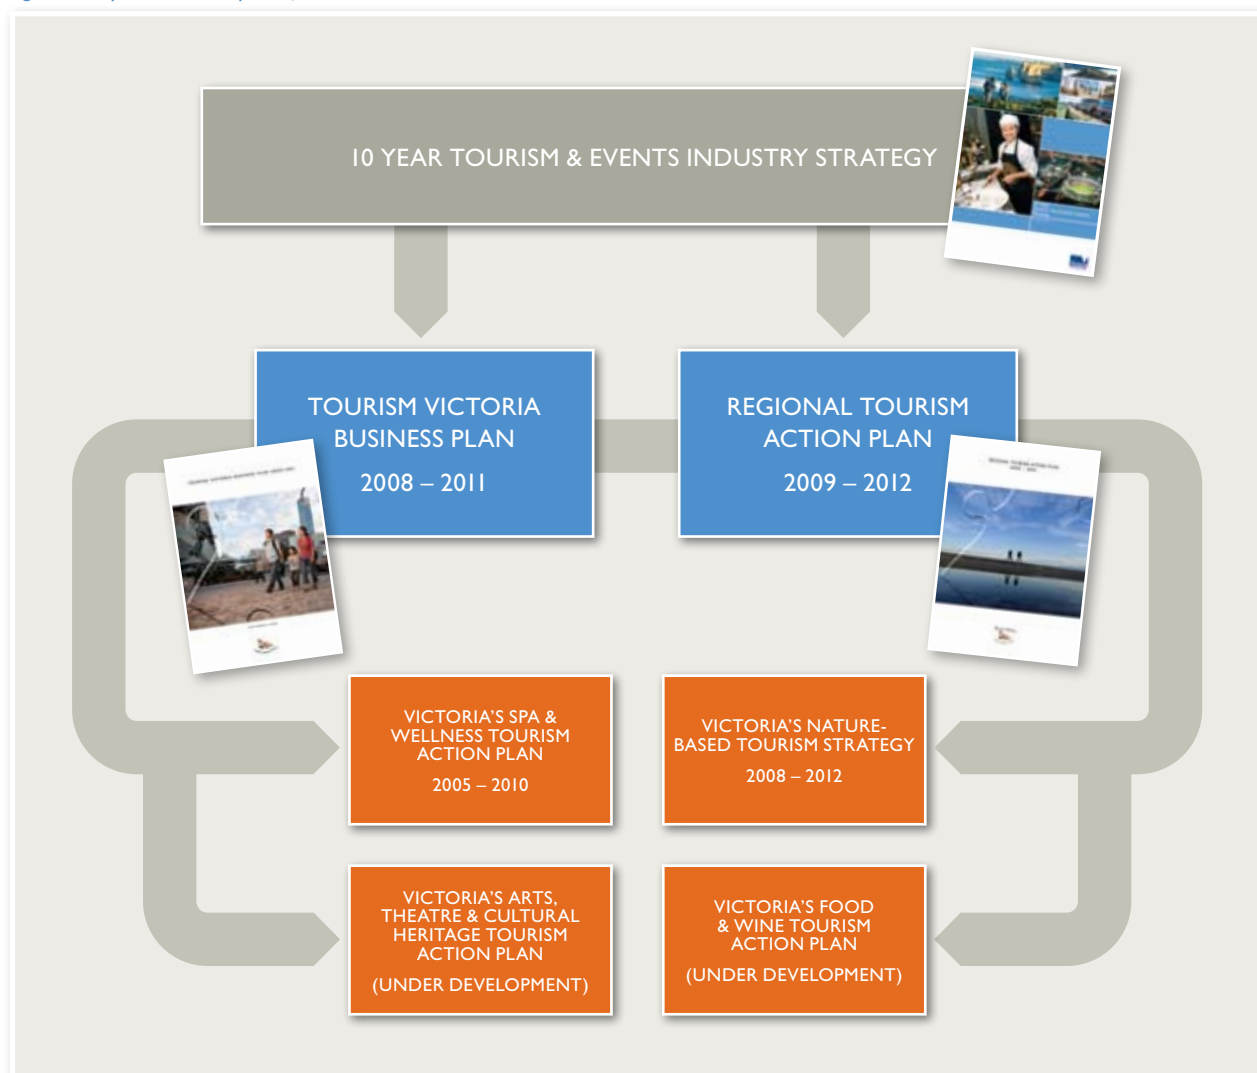 10 YEAR TOURISM & EVENTS INDUSTRY STRATEGY
TOURISM VICTORIA
BUSINESS PLAN
2008 – 2011
REGIONAL TOURISM
ACTION PLAN
2009 – 2012
VICTORIA'S SPA &
WELLNESS TOURISM
ACTION PLAN
2005 – 2010
VICTORIA'S NATURE-
BASED TOURISM STRATEGY
2008 – 2012
VICTORIA'S ARTS,
THEATRE & CULTURAL
HERITAGE TOURISM
ACTION PLAN
(UNDER DEVELOPMENT)
VICTORIA'S FOOD
& WINE TOURISM
ACTION PLAN
(UNDER DEVELOPMENT)